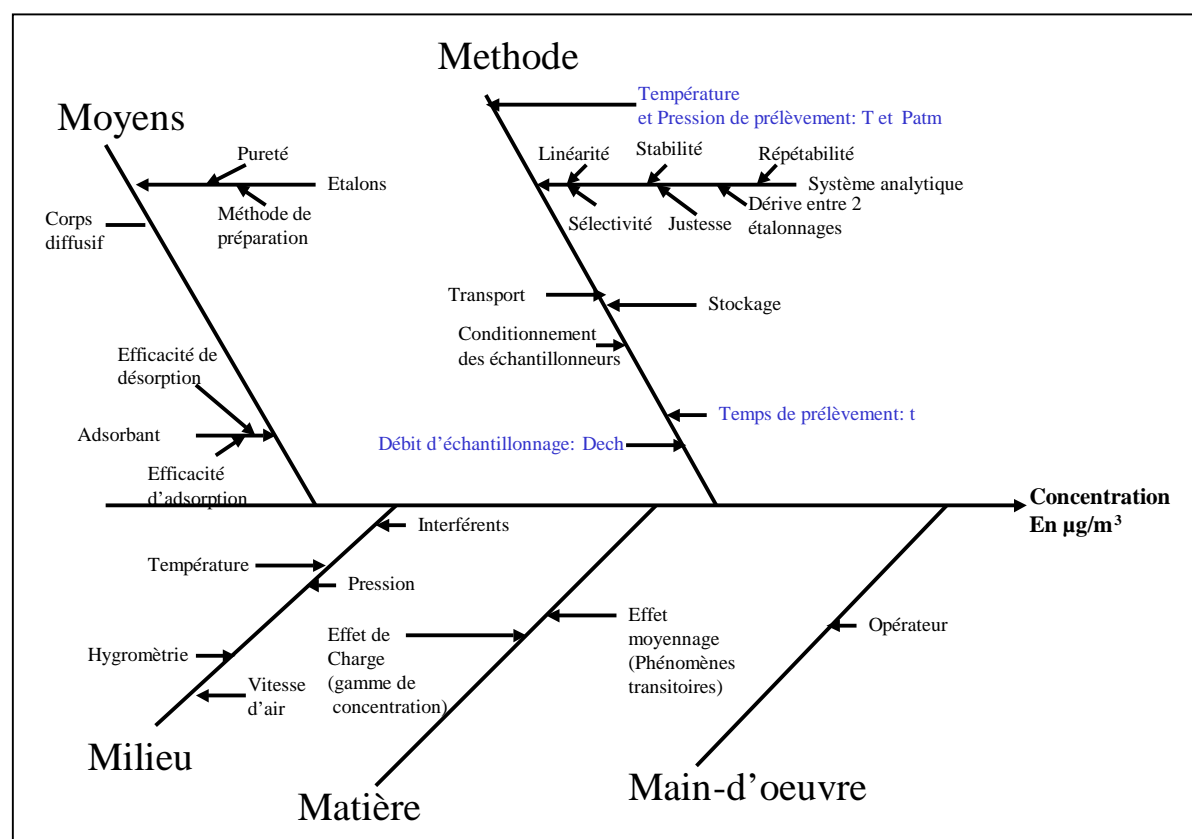 Methode
Température
et Pression de prélèvement: T et Patm
Moyens
Pureté
Etalons
Méthode de
préparation
Corps
diffusif
Linéarité
Stabilité
Répétabilité
Système analytique
Sélectivité
Justesse
Dérive entre 2
étalonnages
Transport
Stockage
Conditionnement
des échantillonneurs
Efficacité de
désorption
Adsorbant
Efficacité
d'adsorption
Temps de prélèvement: t
Débit d'échantillonnage: Dech
Concentration
En µg/m³
Interférents
Température
Pression
Hygromètrie
Vitesse
d'air
Milieu
Effet de
Charge
(gamme de
concentration)
Effet
moyennage
(Phénomènes
transitoires)
Matière
Opérateur
Main-d'oeuvre